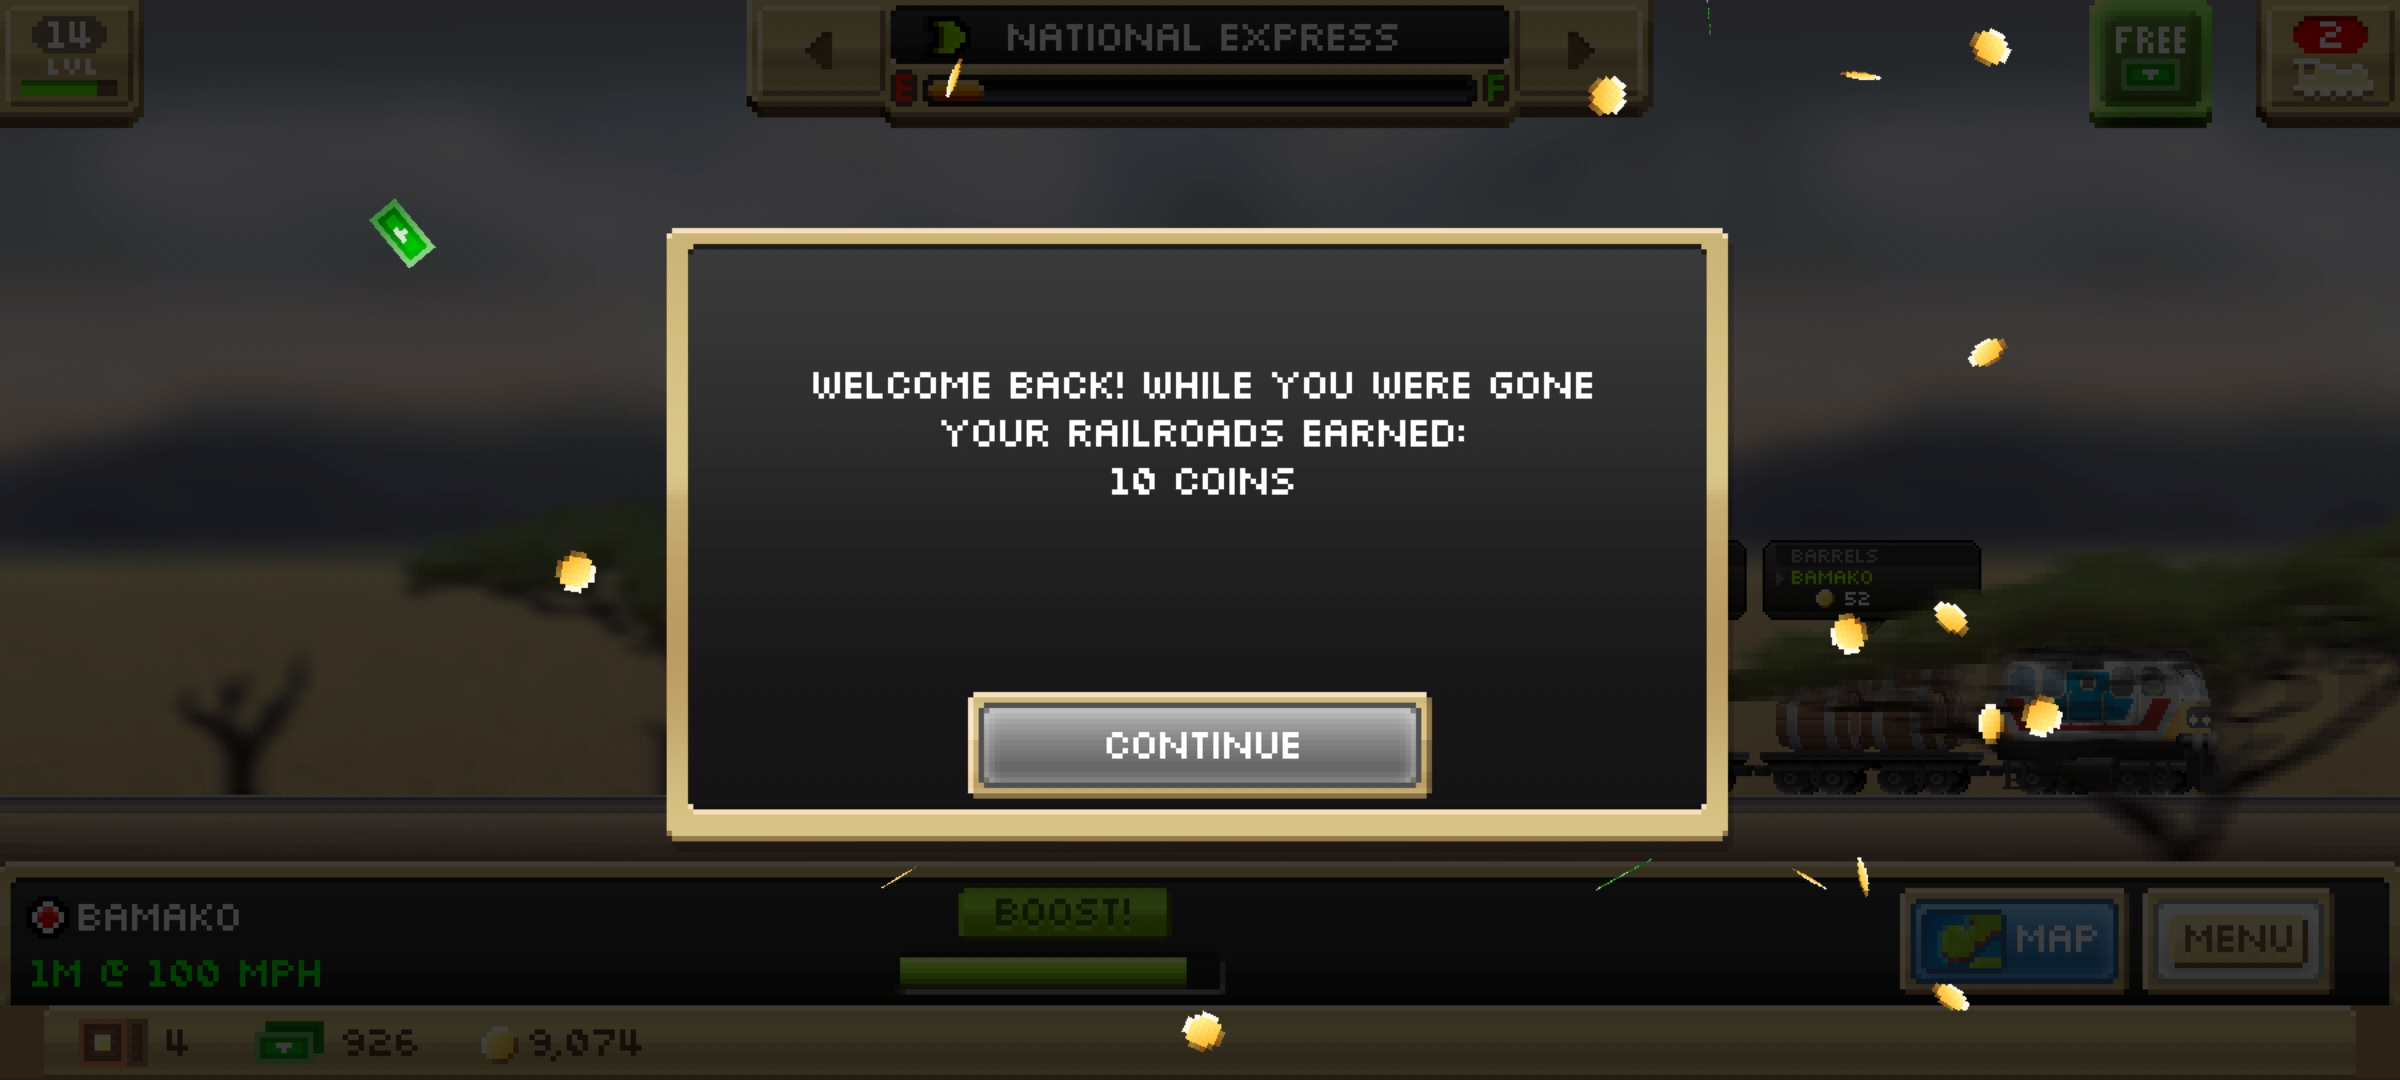 14
LVL
NATIONAL EXPRESS
E
F
FREE
2
WELCOME BACK! WHILE YOU WERE GONE
YOUR RAILROADS EARNED:
10 COINS
BARRELS
BAMAKO
52
CONTINUE
BAMAKO
1M @ 100 MPH
BOOST!
MAP
MENU
4
926
9,074